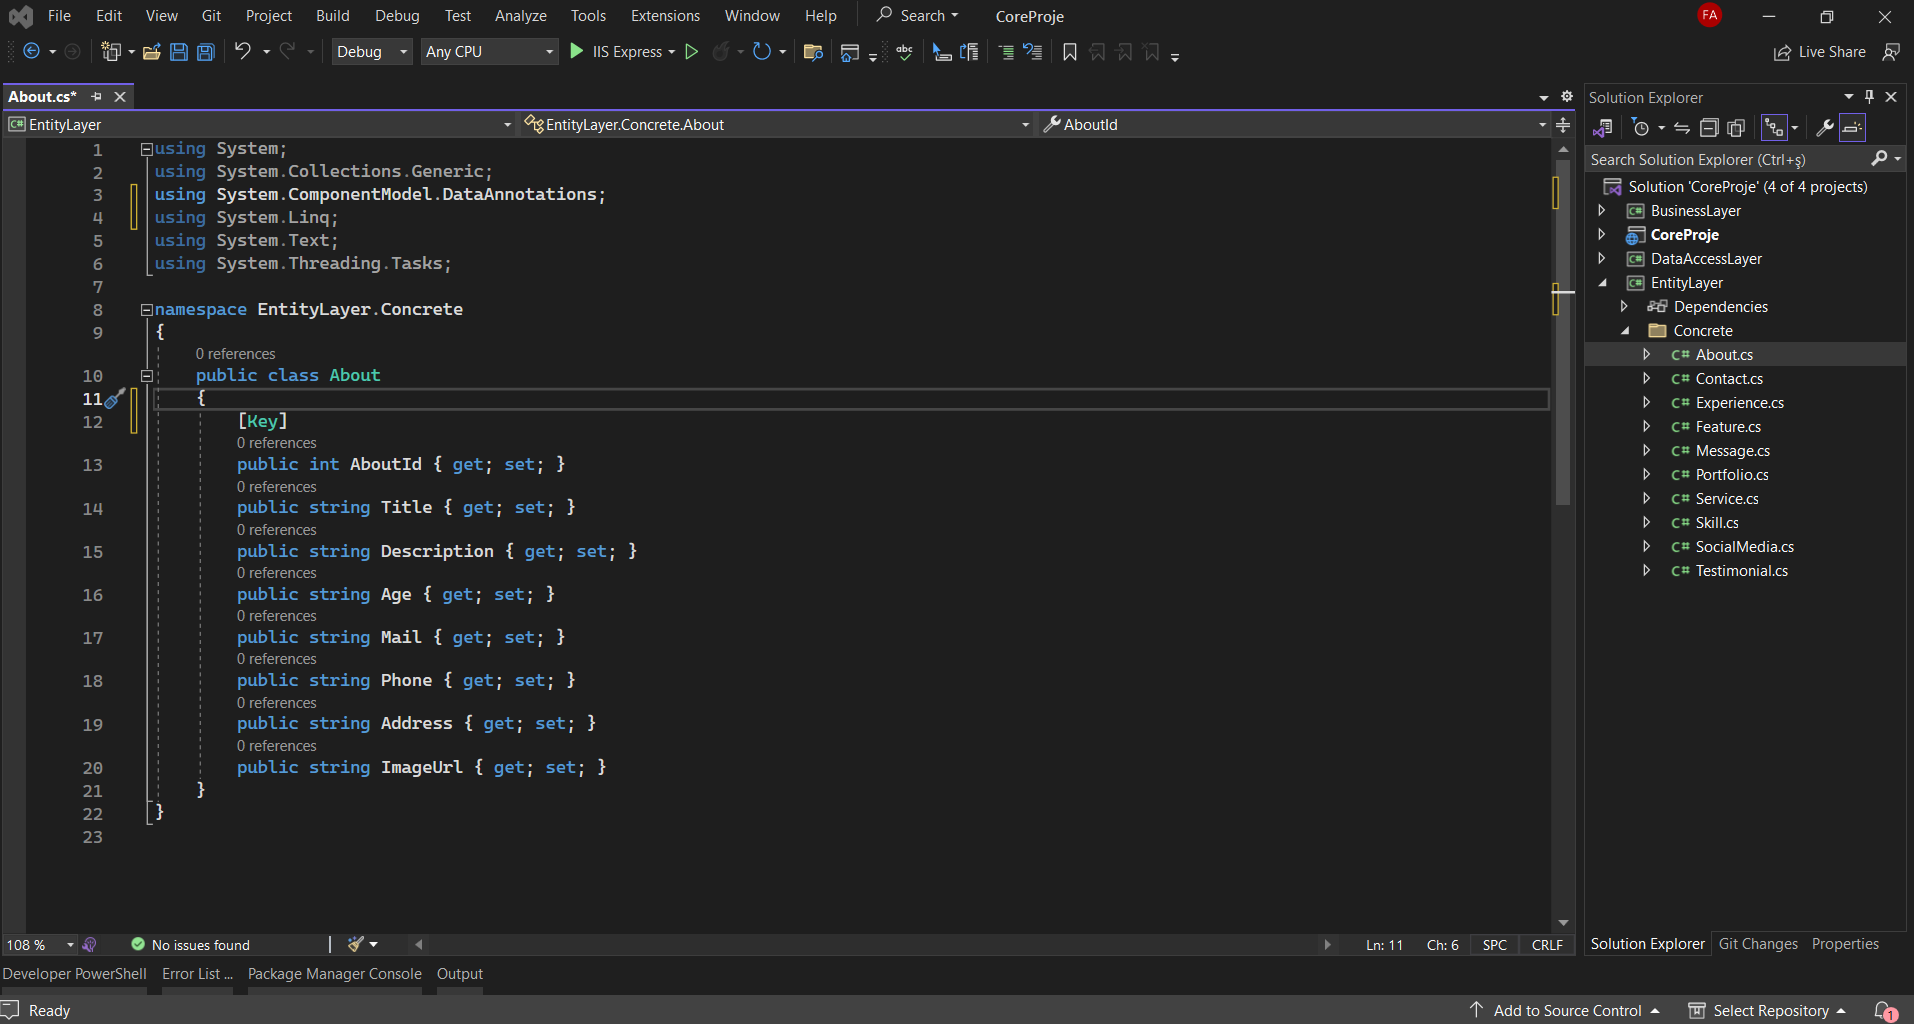 File Edit View Git Project Build Debug Test Analyze Tools Extensions Window Help Search CoreProje FA
Debug Any CPU IIS Express abc Live Share
About.cs*
EntityLayer EntityLayer.Concrete.About AboutId
1 using System;
2 using System.Collections.Generic;
3 using System.ComponentModel.DataAnnotations;
4 using System.Linq;
5 using System.Text;
6 using System.Threading.Tasks;
7
8 namespace EntityLayer.Concrete
9 {
0 references
10 public class About
11 {
12 [Key]
0 references
13 public int AboutId { get; set; }
0 references
14 public string Title { get; set; }
0 references
15 public string Description { get; set; }
0 references
16 public string Age { get; set; }
0 references
17 public string Mail { get; set; }
0 references
18 public string Phone { get; set; }
0 references
19 public string Address { get; set; }
0 references
20 public string ImageUrl { get; set; }
21 }
22 }
23
108 % No issues found Ln: 11 Ch: 6 SPC CRLF
Solution Explorer
Search Solution Explorer (Ctrl+ş)
Solution 'CoreProje' (4 of 4 projects)
C# BusinessLayer
CoreProje
C# DataAccessLayer
C# EntityLayer
Dependencies
Concrete
C# About.cs
C# Contact.cs
C# Experience.cs
C# Feature.cs
C# Message.cs
C# Portfolio.cs
C# Service.cs
C# Skill.cs
C# SocialMedia.cs
C# Testimonial.cs
Solution Explorer Git Changes Properties
Developer PowerShell Error List ... Package Manager Console Output
Ready Add to Source Control Select Repository 1